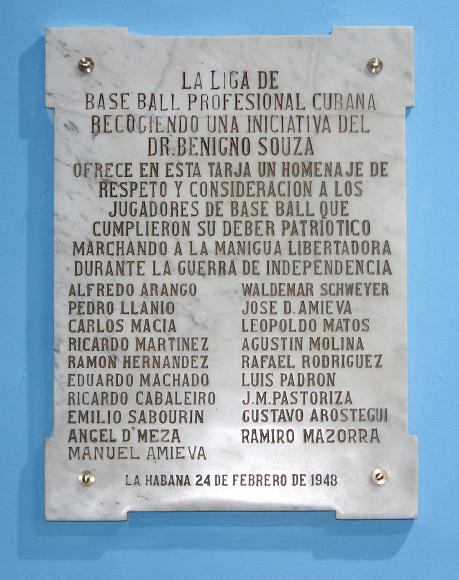 LA LIGA DE
BASE BALL PROFESIONAL CUBANA
RECOGIENDO UNA INICIATIVA DEL
DR. BENIGNO SOUZA
OFRECE EN ESTA TARJA UN HOMENAJE DE
RESPETO Y CONSIDERACION A LOS
JUGADORES DE BASE BALL QUE
CUMPLIERON SU DEBER PATRIÓTICO
MARCHANDO A LA MANIGUA LIBERTADORA
DURANTE LA GUERRA DE INDEPENDENCIA
ALFREDO ARANGO
PEDRO LLANIO
CARLOS MACIA
RICARDO MARTINEZ
RAMON HERNANDEZ
EDUARDO MACHADO
RICARDO CABALEIRO
EMILIO SABOURIN
ANGEL D'MEZA
MANUEL AMIEVA
WALDEMAR SCHWEYER
JOSE D. AMIEVA
LEOPOLDO MATOS
AGUSTIN MOLINA
RAFAEL RODRIGUEZ
LUIS PADRON
J.M. PASTORIZA
GUSTAVO AROSTEGUI
RAMIRO MAZORRA
LA HABANA 24 DE FEBRERO DE 1948